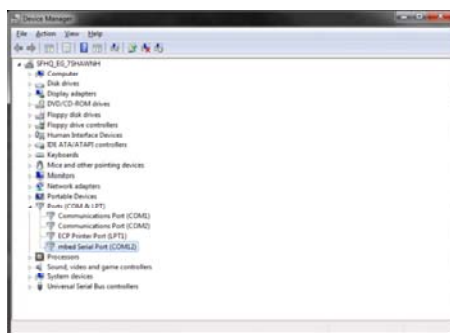 Device Manager
File Action View Help
SFHQ_EG_7SHAWNH
Computer
Disk drives
Display adapters
DVD/CD-ROM drives
Floppy disk drives
Floppy drive controllers
Human Interface Devices
IDE ATA/ATAPI controllers
Keyboards
Mice and other pointing devices
Monitors
Network adapters
Portable Devices
Ports (COM & LPT)
Communications Port (COM1)
Communications Port (COM2)
ECP Printer Port (LPT1)
mbed Serial Port (COM12)
Processors
Sound, video and game controllers
System devices
Universal Serial Bus controllers